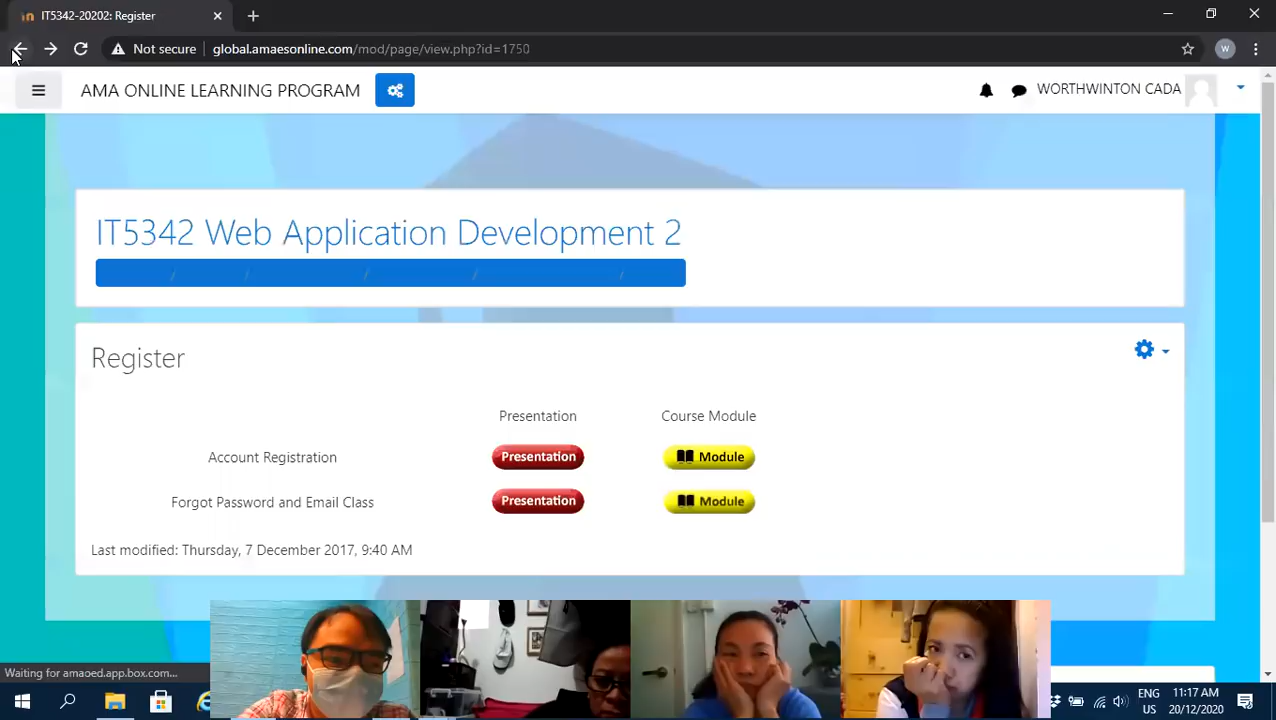 IT5342-20202: Register
Not secure
global.amaesonline.com/mod/page/view.php?id=1750
W
AMA ONLINE LEARNING PROGRAM
WORTHWINTON CADA
IT5342 Web Application Development 2
/ / / / /
Register
Presentation Course Module
Account Registration Presentation Module
Forgot Password and Email Class Presentation Module
Last modified: Thursday, 7 December 2017, 9:40 AM
Waiting for amaoed.app.box.com...
ENG 11:17 AM
US 20/12/2020